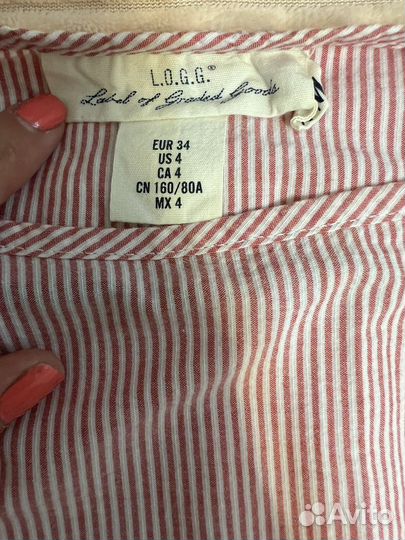 L.O.G.G.®
Label of Graded Goods
EUR 34
US 4
CA 4
CN 160/80A
MX 4
Avito